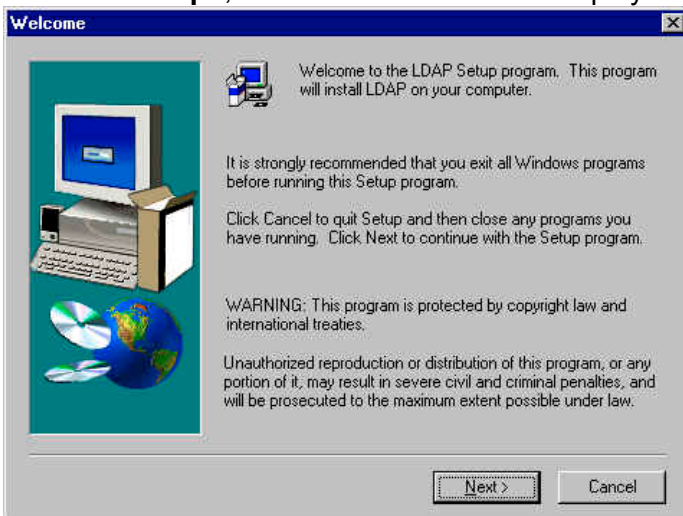 Welcome
Welcome to the LDAP Setup program. This program
will install LDAP on your computer.
It is strongly recommended that you exit all Windows programs
before running this Setup program.
Click Cancel to quit Setup and then close any programs you
have running. Click Next to continue with the Setup program.
WARNING: This program is protected by copyright law and
international treaties.
Unauthorized reproduction or distribution of this program, or any
portion of it, may result in severe civil and criminal penalties, and
will be prosecuted to the maximum extent possible under law.
Next >
Cancel